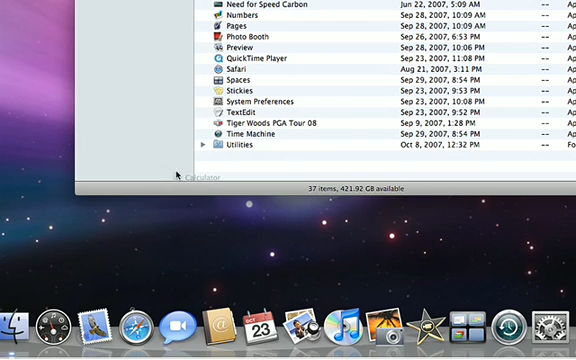 Need for Speed Carbon Jun 22, 2007, 5:09 AM -- Ap
Numbers Sep 28, 2007, 10:09 AM -- Ap
Pages Sep 28, 2007, 10:09 AM -- Ap
Photo Booth Sep 26, 2007, 6:53 PM -- Ap
Preview Sep 28, 2007, 10:06 PM -- Ap
QuickTime Player Sep 23, 2007, 11:08 PM -- Ap
Safari Aug 21, 2007, 3:11 PM -- Ap
Spaces Sep 29, 2007, 8:54 PM -- Ap
Stickies Sep 23, 2007, 9:53 PM -- Ap
System Preferences Sep 23, 2007, 10:08 PM -- Ap
TextEdit Sep 23, 2007, 9:52 PM -- Ap
Tiger Woods PGA Tour 08 Sep 9, 2007, 1:28 PM -- Ap
Time Machine Sep 29, 2007, 8:54 PM -- Ap
Utilities Oct 8, 2007, 12:32 PM -- Fo
Calculator
37 items, 421.92 GB available
OCT
23
@